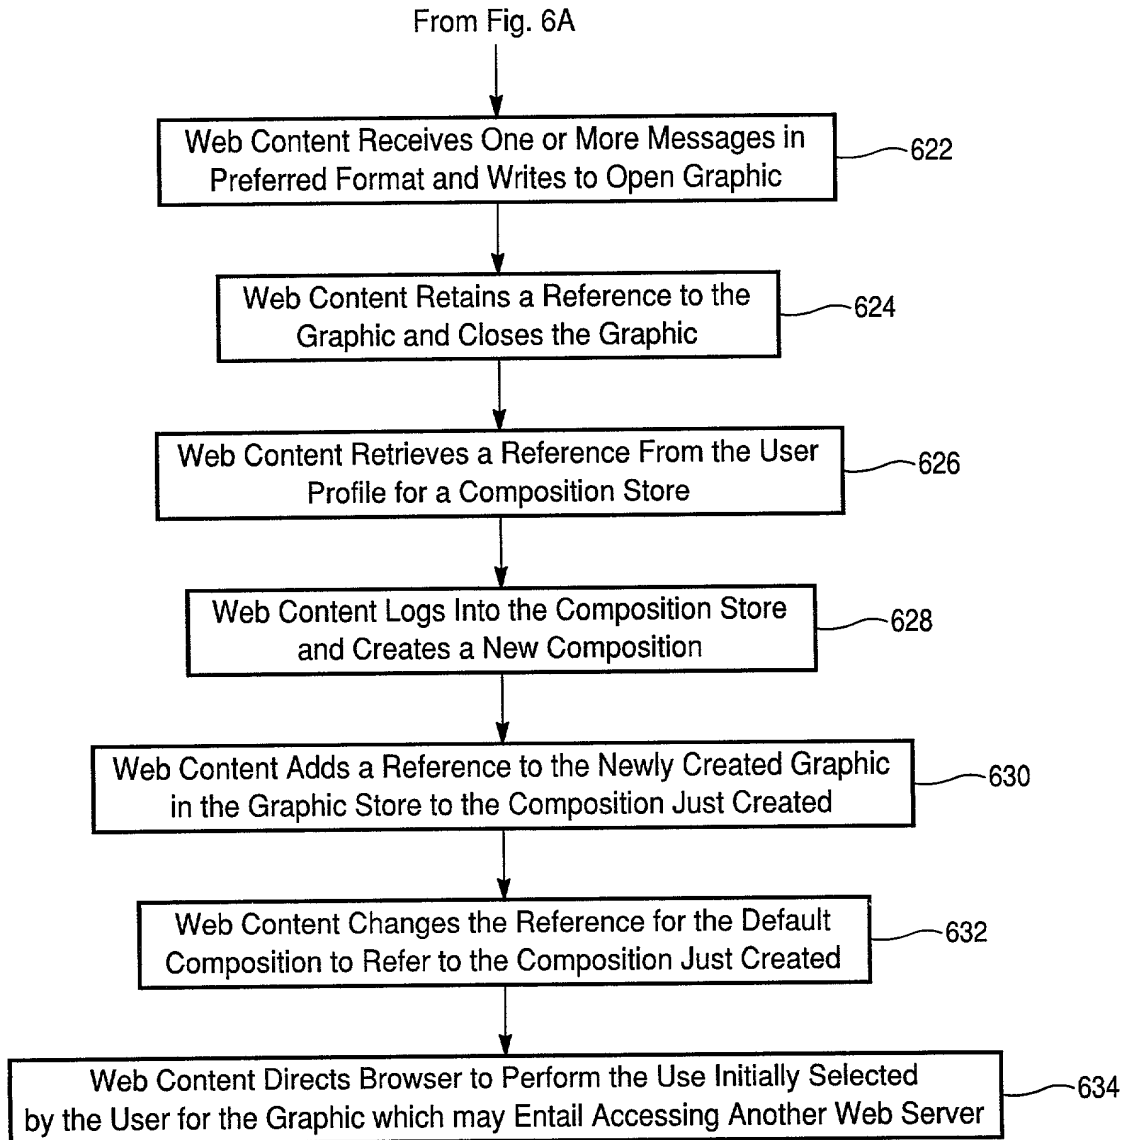 From Fig. 6A
Web Content Receives One or More Messages in
Preferred Format and Writes to Open Graphic
622
Web Content Retains a Reference to the
Graphic and Closes the Graphic
624
Web Content Retrieves a Reference From the User
Profile for a Composition Store
626
Web Content Logs Into the Composition Store
and Creates a New Composition
628
Web Content Adds a Reference to the Newly Created Graphic
in the Graphic Store to the Composition Just Created
630
Web Content Changes the Reference for the Default
Composition to Refer to the Composition Just Created
632
Web Content Directs Browser to Perform the Use Initially Selected
by the User for the Graphic which may Entail Accessing Another Web Server
634